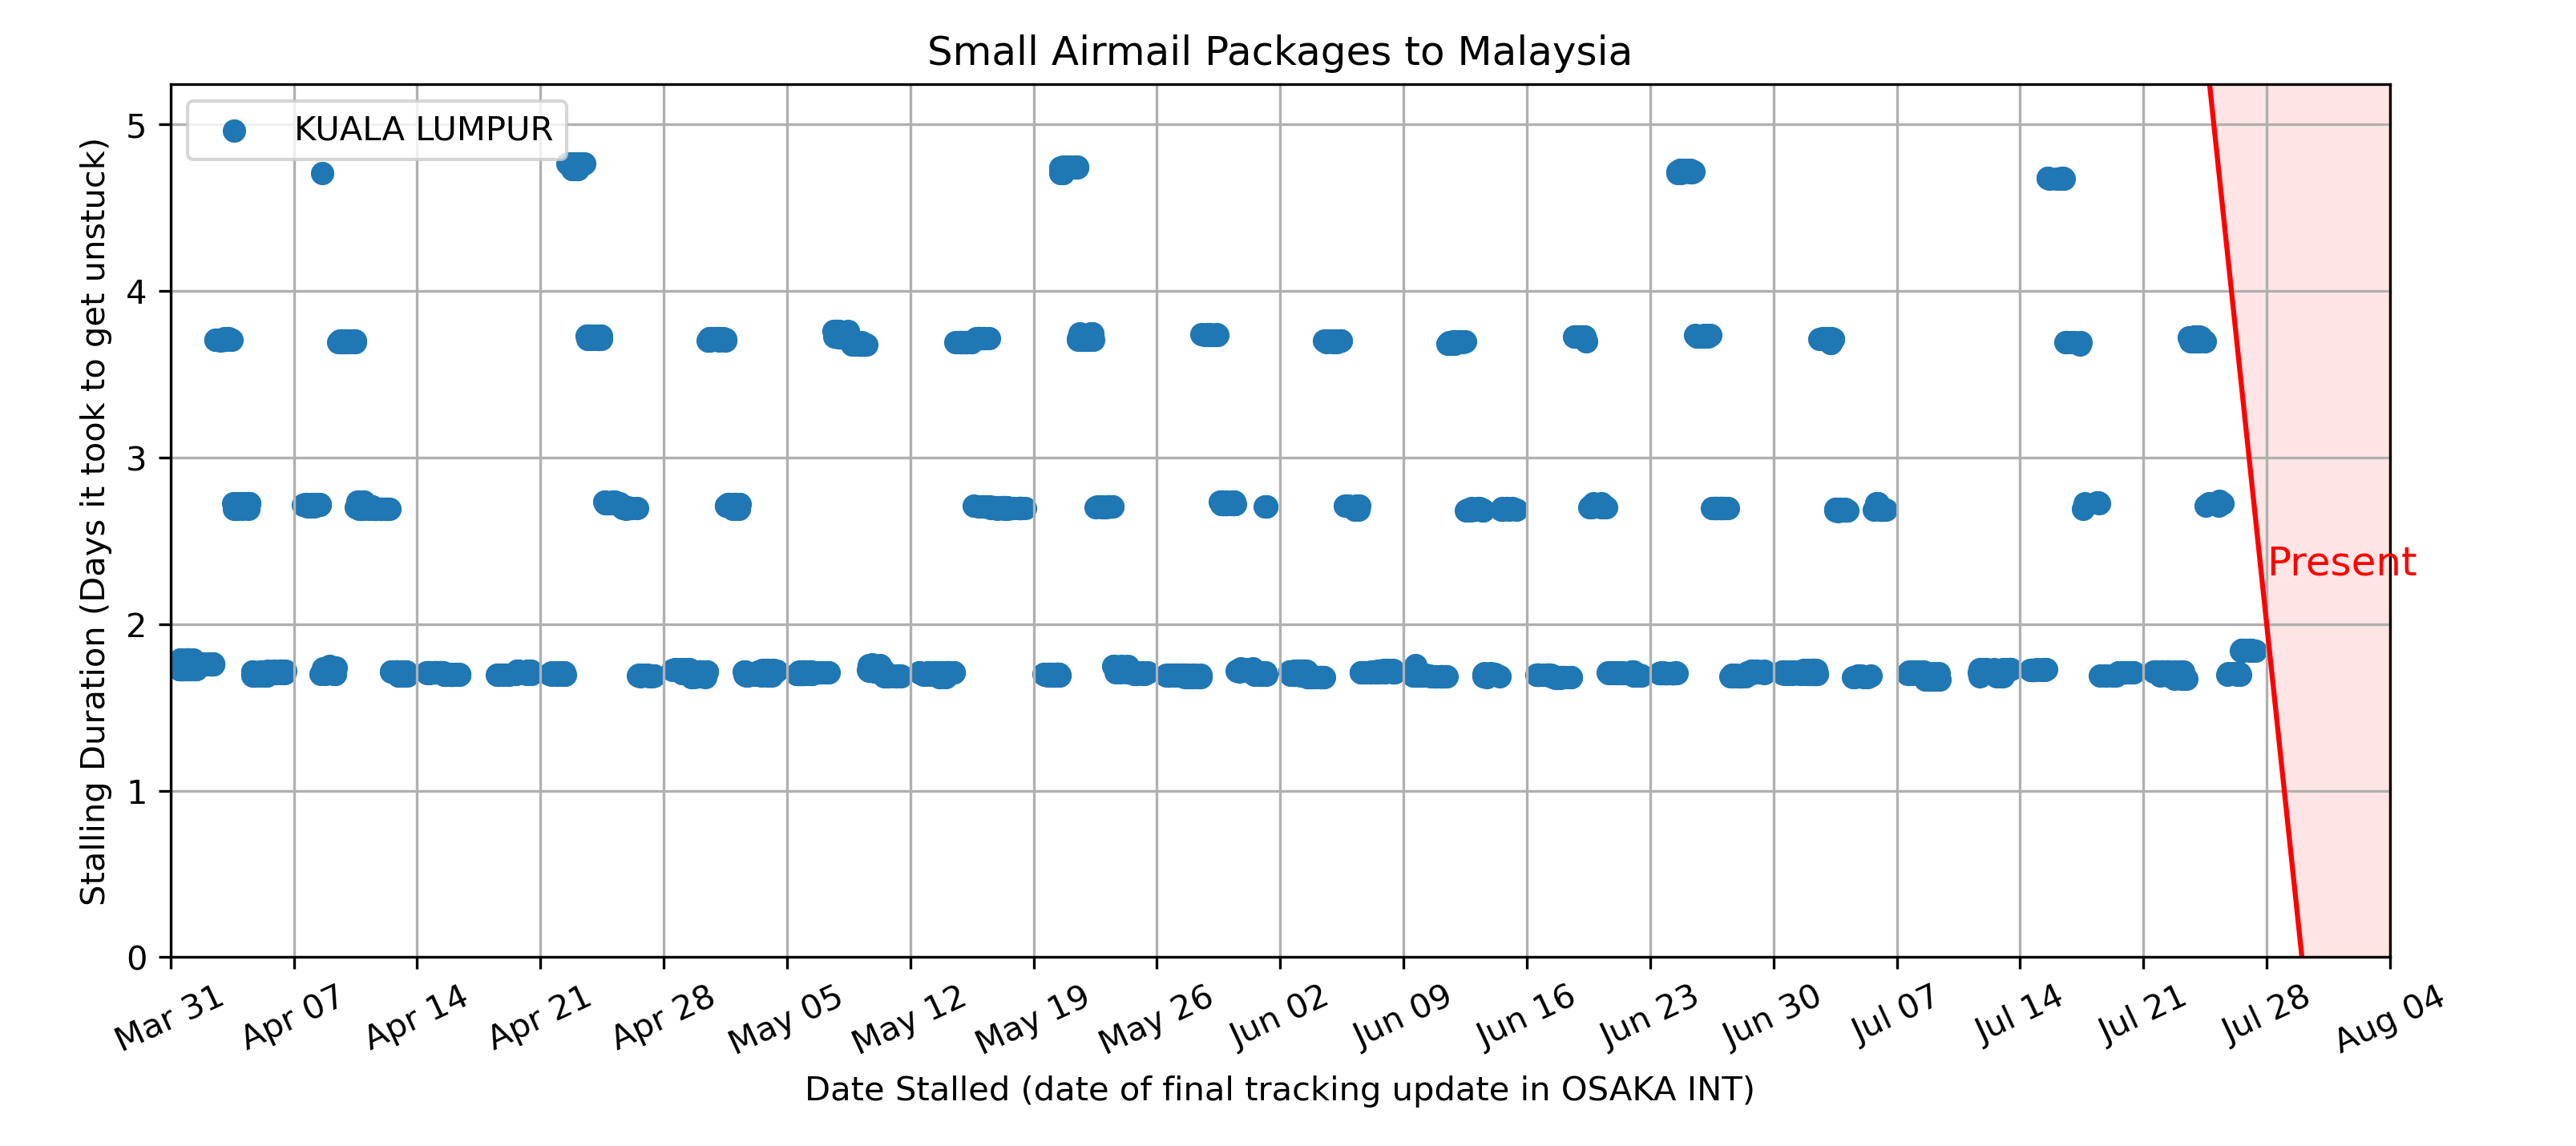 Small Airmail Packages to Malaysia
KUALA LUMPUR
Stalling Duration (Days it took to get unstuck)
5
4
3
2
1
0
Present
Mar 31
Apr 07
Apr 14
Apr 21
Apr 28
May 05
May 12
May 19
May 26
Jun 02
Jun 09
Jun 16
Jun 23
Jun 30
Jul 07
Jul 14
Jul 21
Jul 28
Aug 04
Date Stalled (date of final tracking update in OSAKA INT)